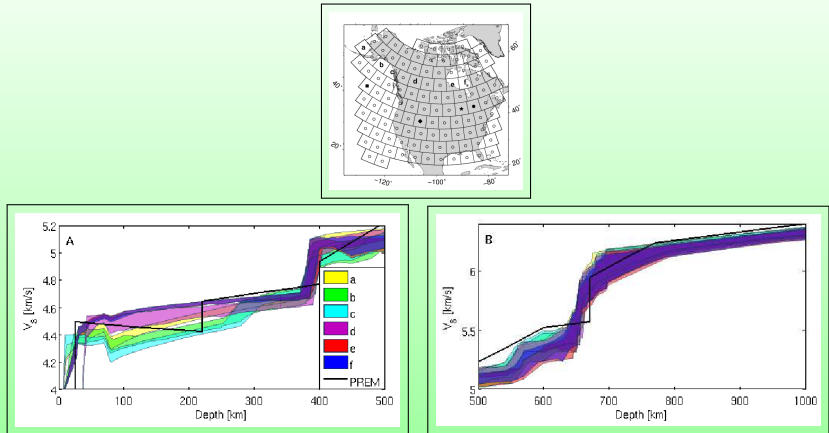 a
b
c
d
e
f
60°
40°
40°
20°
20°
−120° −100° −80°
A
5.2
5
4.8
4.6
4.4
4.2
4
Vs [km/s]
0 100 200 300 400 500
Depth [km]
a
b
c
d
e
f
PREM
B
6
5.5
5
Vs [km/s]
500 600 700 800 900 1000
Depth [km]